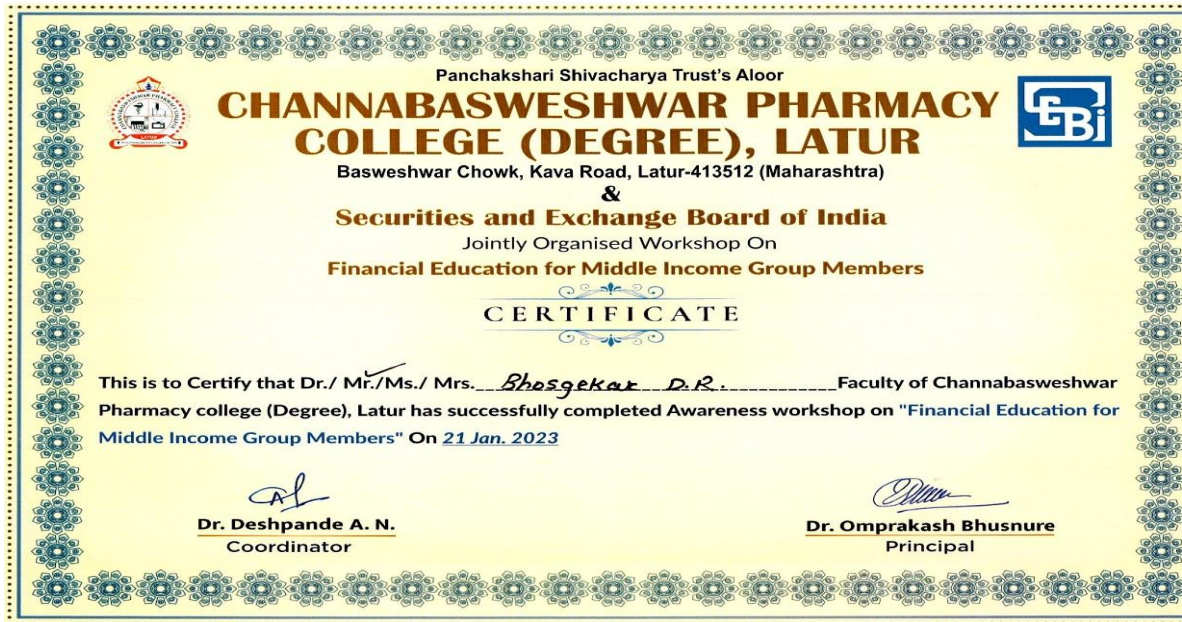 Panchakshari Shivacharya Trust's Aloor
CHANNABASWESHWAR PHARMACY
COLLEGE (DEGREE), LATUR
Basweshwar Chowk, Kava Road, Latur-413512 (Maharashtra)
&
Securities and Exchange Board of India
Jointly Organised Workshop On
Financial Education for Middle Income Group Members
CERTIFICATE
This is to Certify that Dr./ Mr./Ms./ Mrs. Bhosgekar D.R. Faculty of Channabasweshwar
Pharmacy college (Degree), Latur has successfully completed Awareness workshop on "Financial Education for
Middle Income Group Members" On 21 Jan. 2023
Dr. Deshpande A. N.
Coordinator
Dr. Omprakash Bhusnure
Principal
LATUR
SEBI